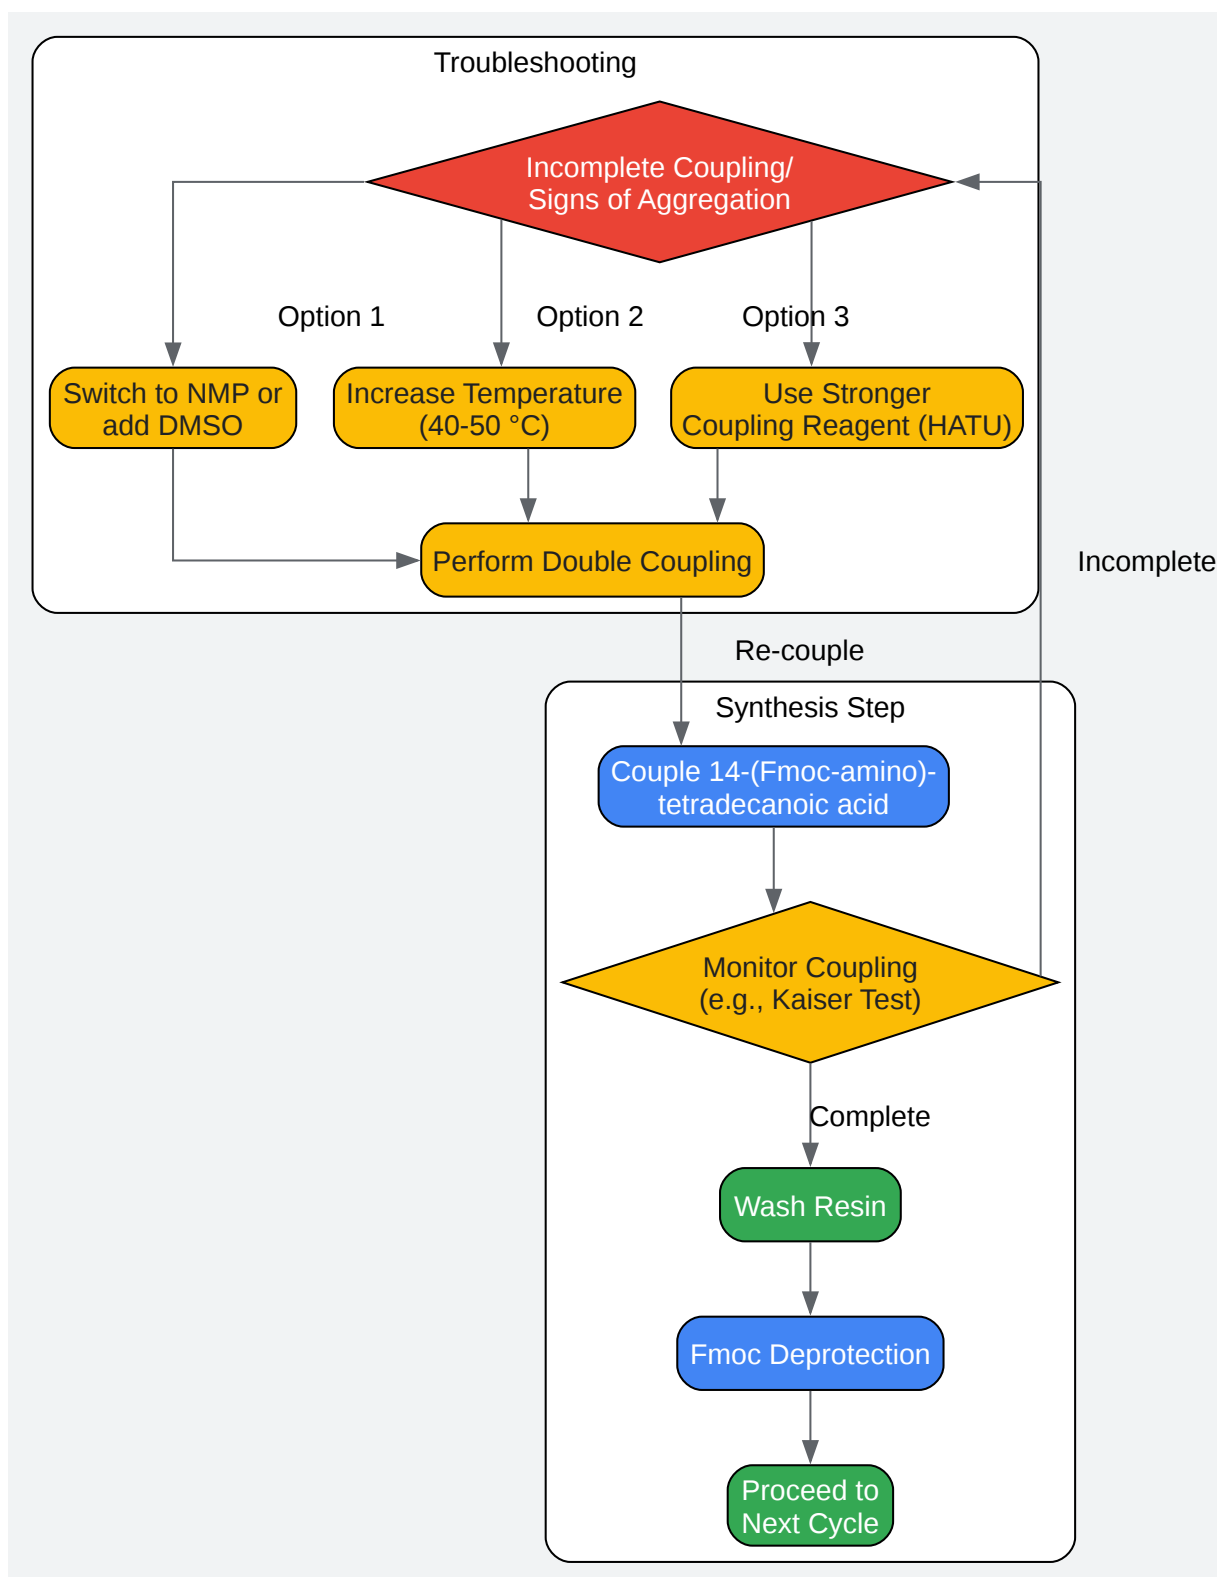 Troubleshooting
Incomplete Coupling/
Signs of Aggregation
Option 1
Option 2
Option 3
Switch to NMP or
add DMSO
Increase Temperature
(40-50 °C)
Use Stronger
Coupling Reagent (HATU)
Perform Double Coupling
Incomplete
Re-couple
Synthesis Step
Couple 14-(Fmoc-amino)-
tetradecanoic acid
Monitor Coupling
(e.g., Kaiser Test)
Complete
Wash Resin
Fmoc Deprotection
Proceed to
Next Cycle